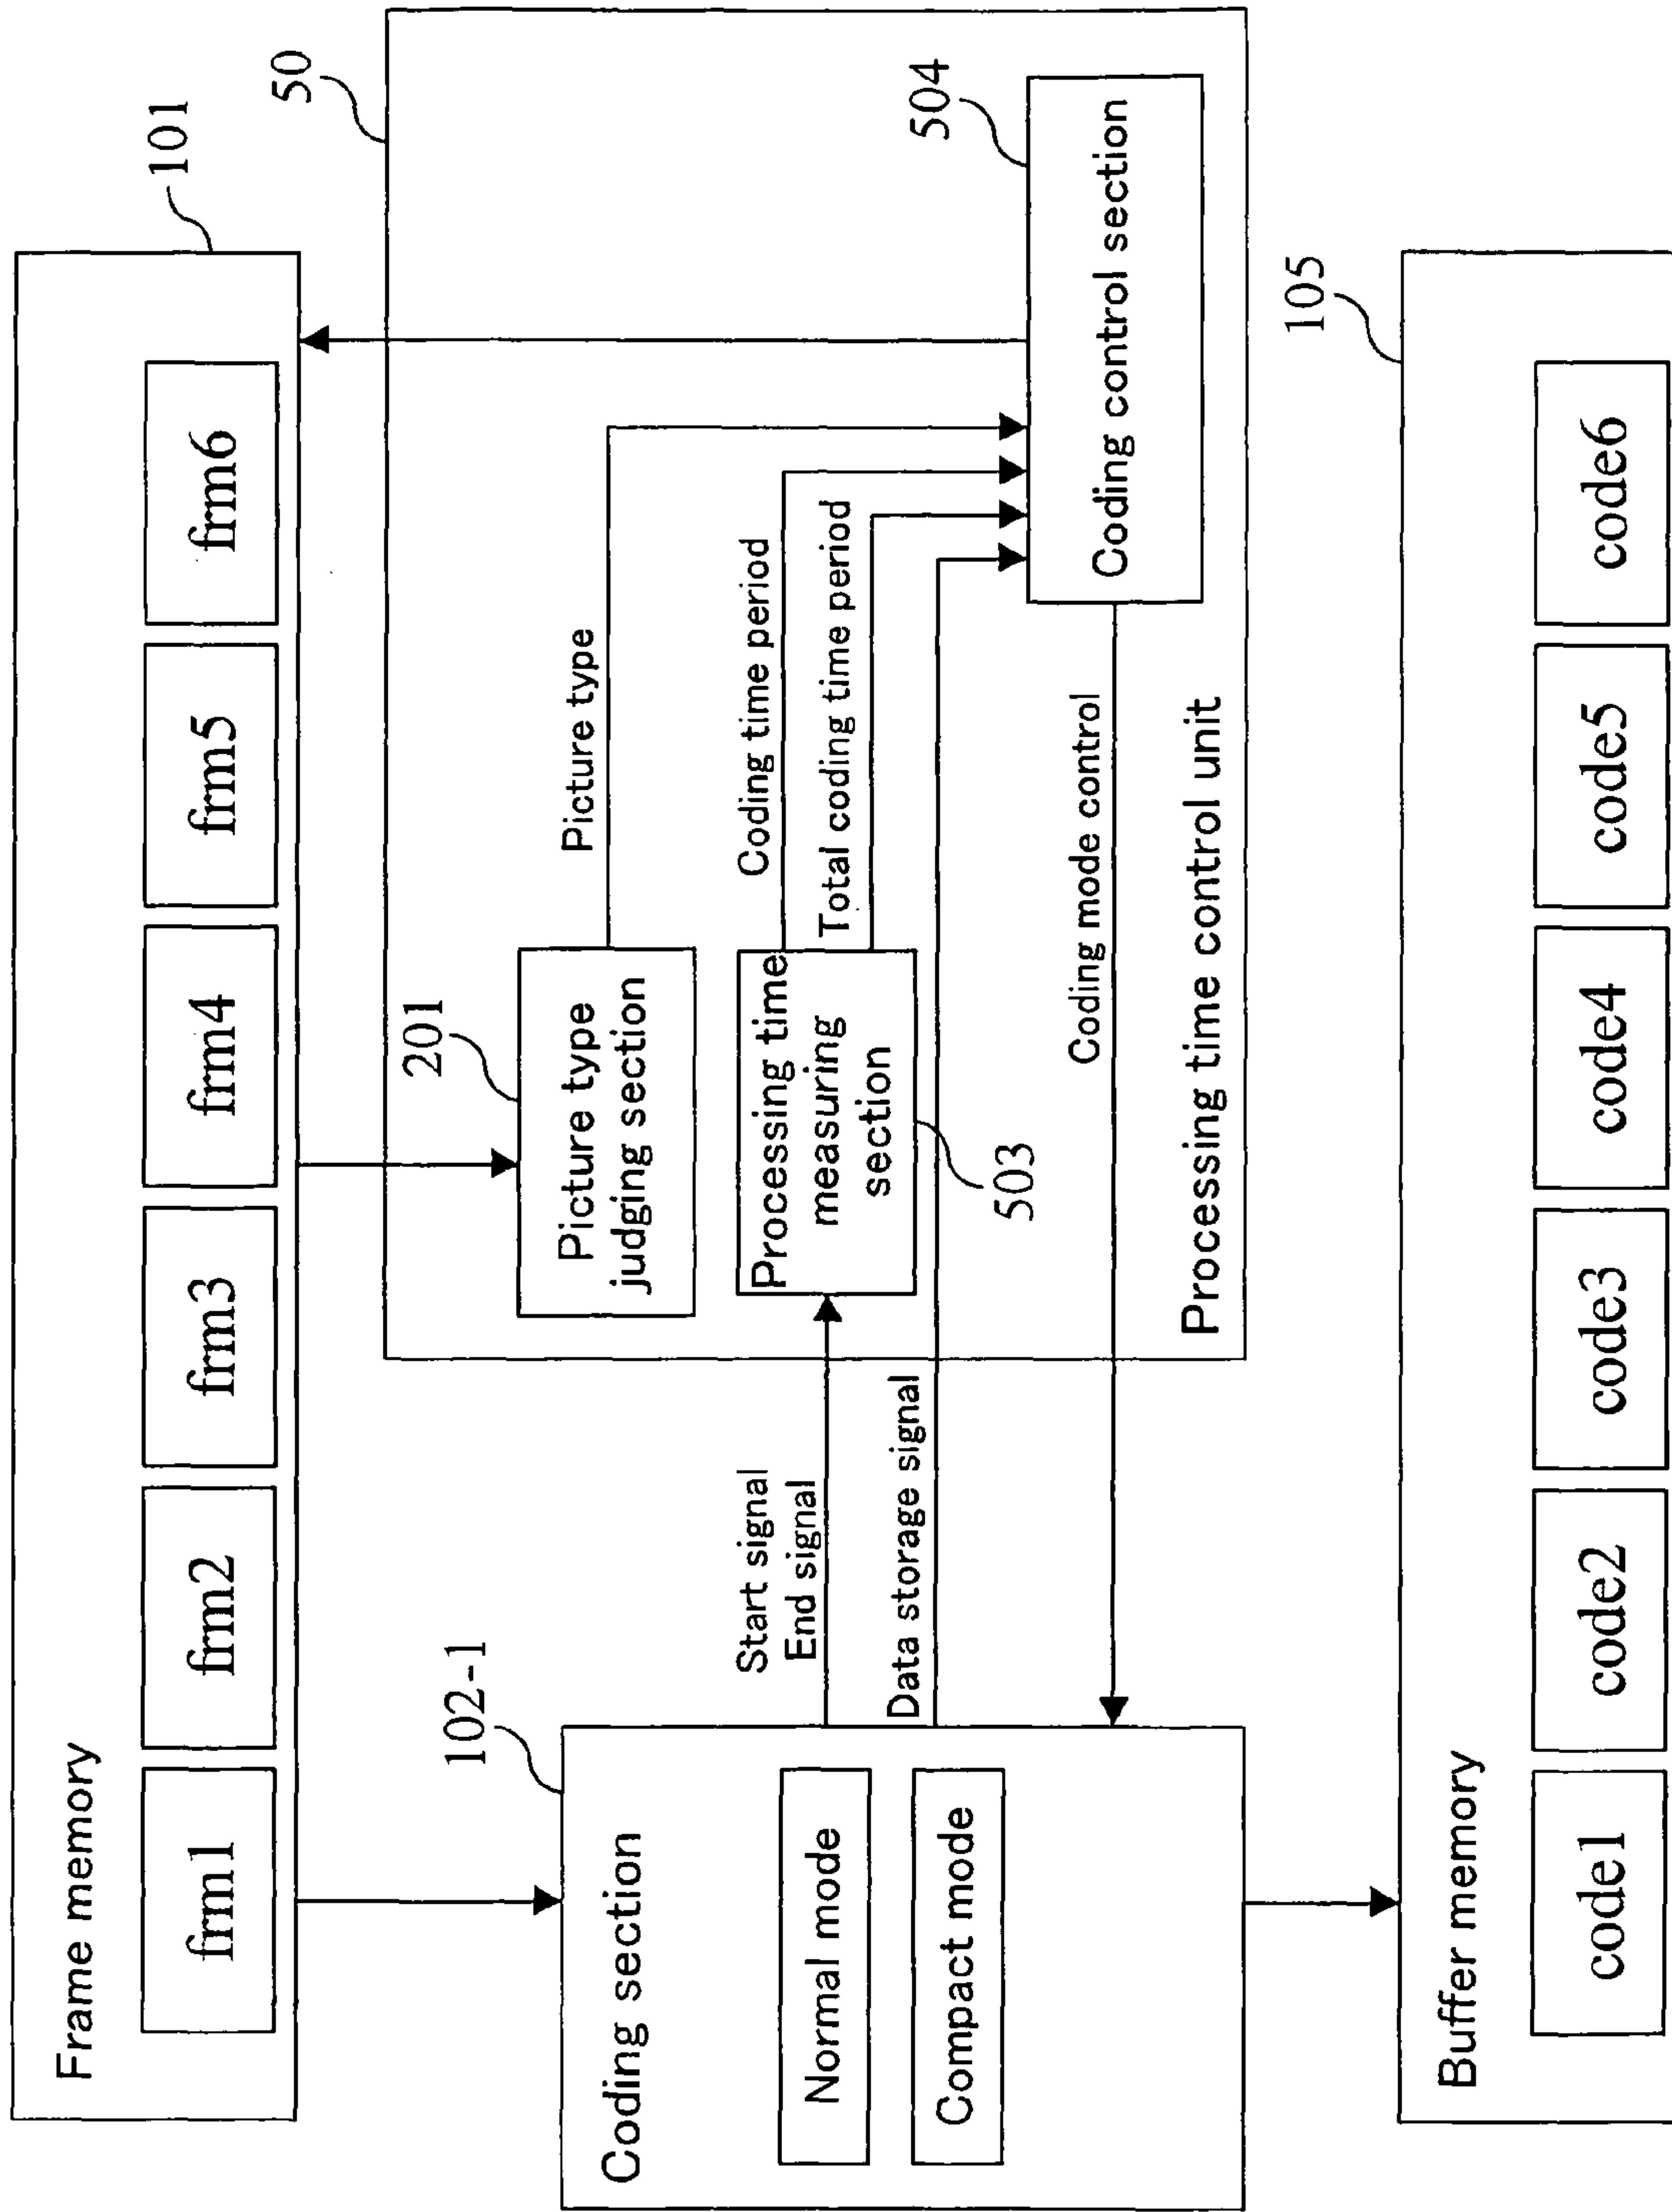 Frame memory
101
frm1
frm2
frm3
frm4
frm5
frm6
50
102-1
Coding section
Normal mode
Compact mode
Start signal
End signal
Data storage signal
201
Picture type
judging section
Picture type
Processing time
measuring
section
503
Coding time period
Total coding time period
504
Coding control section
Coding mode control
Processing time control unit
105
Buffer memory
code1
code2
code3
code4
code5
code6